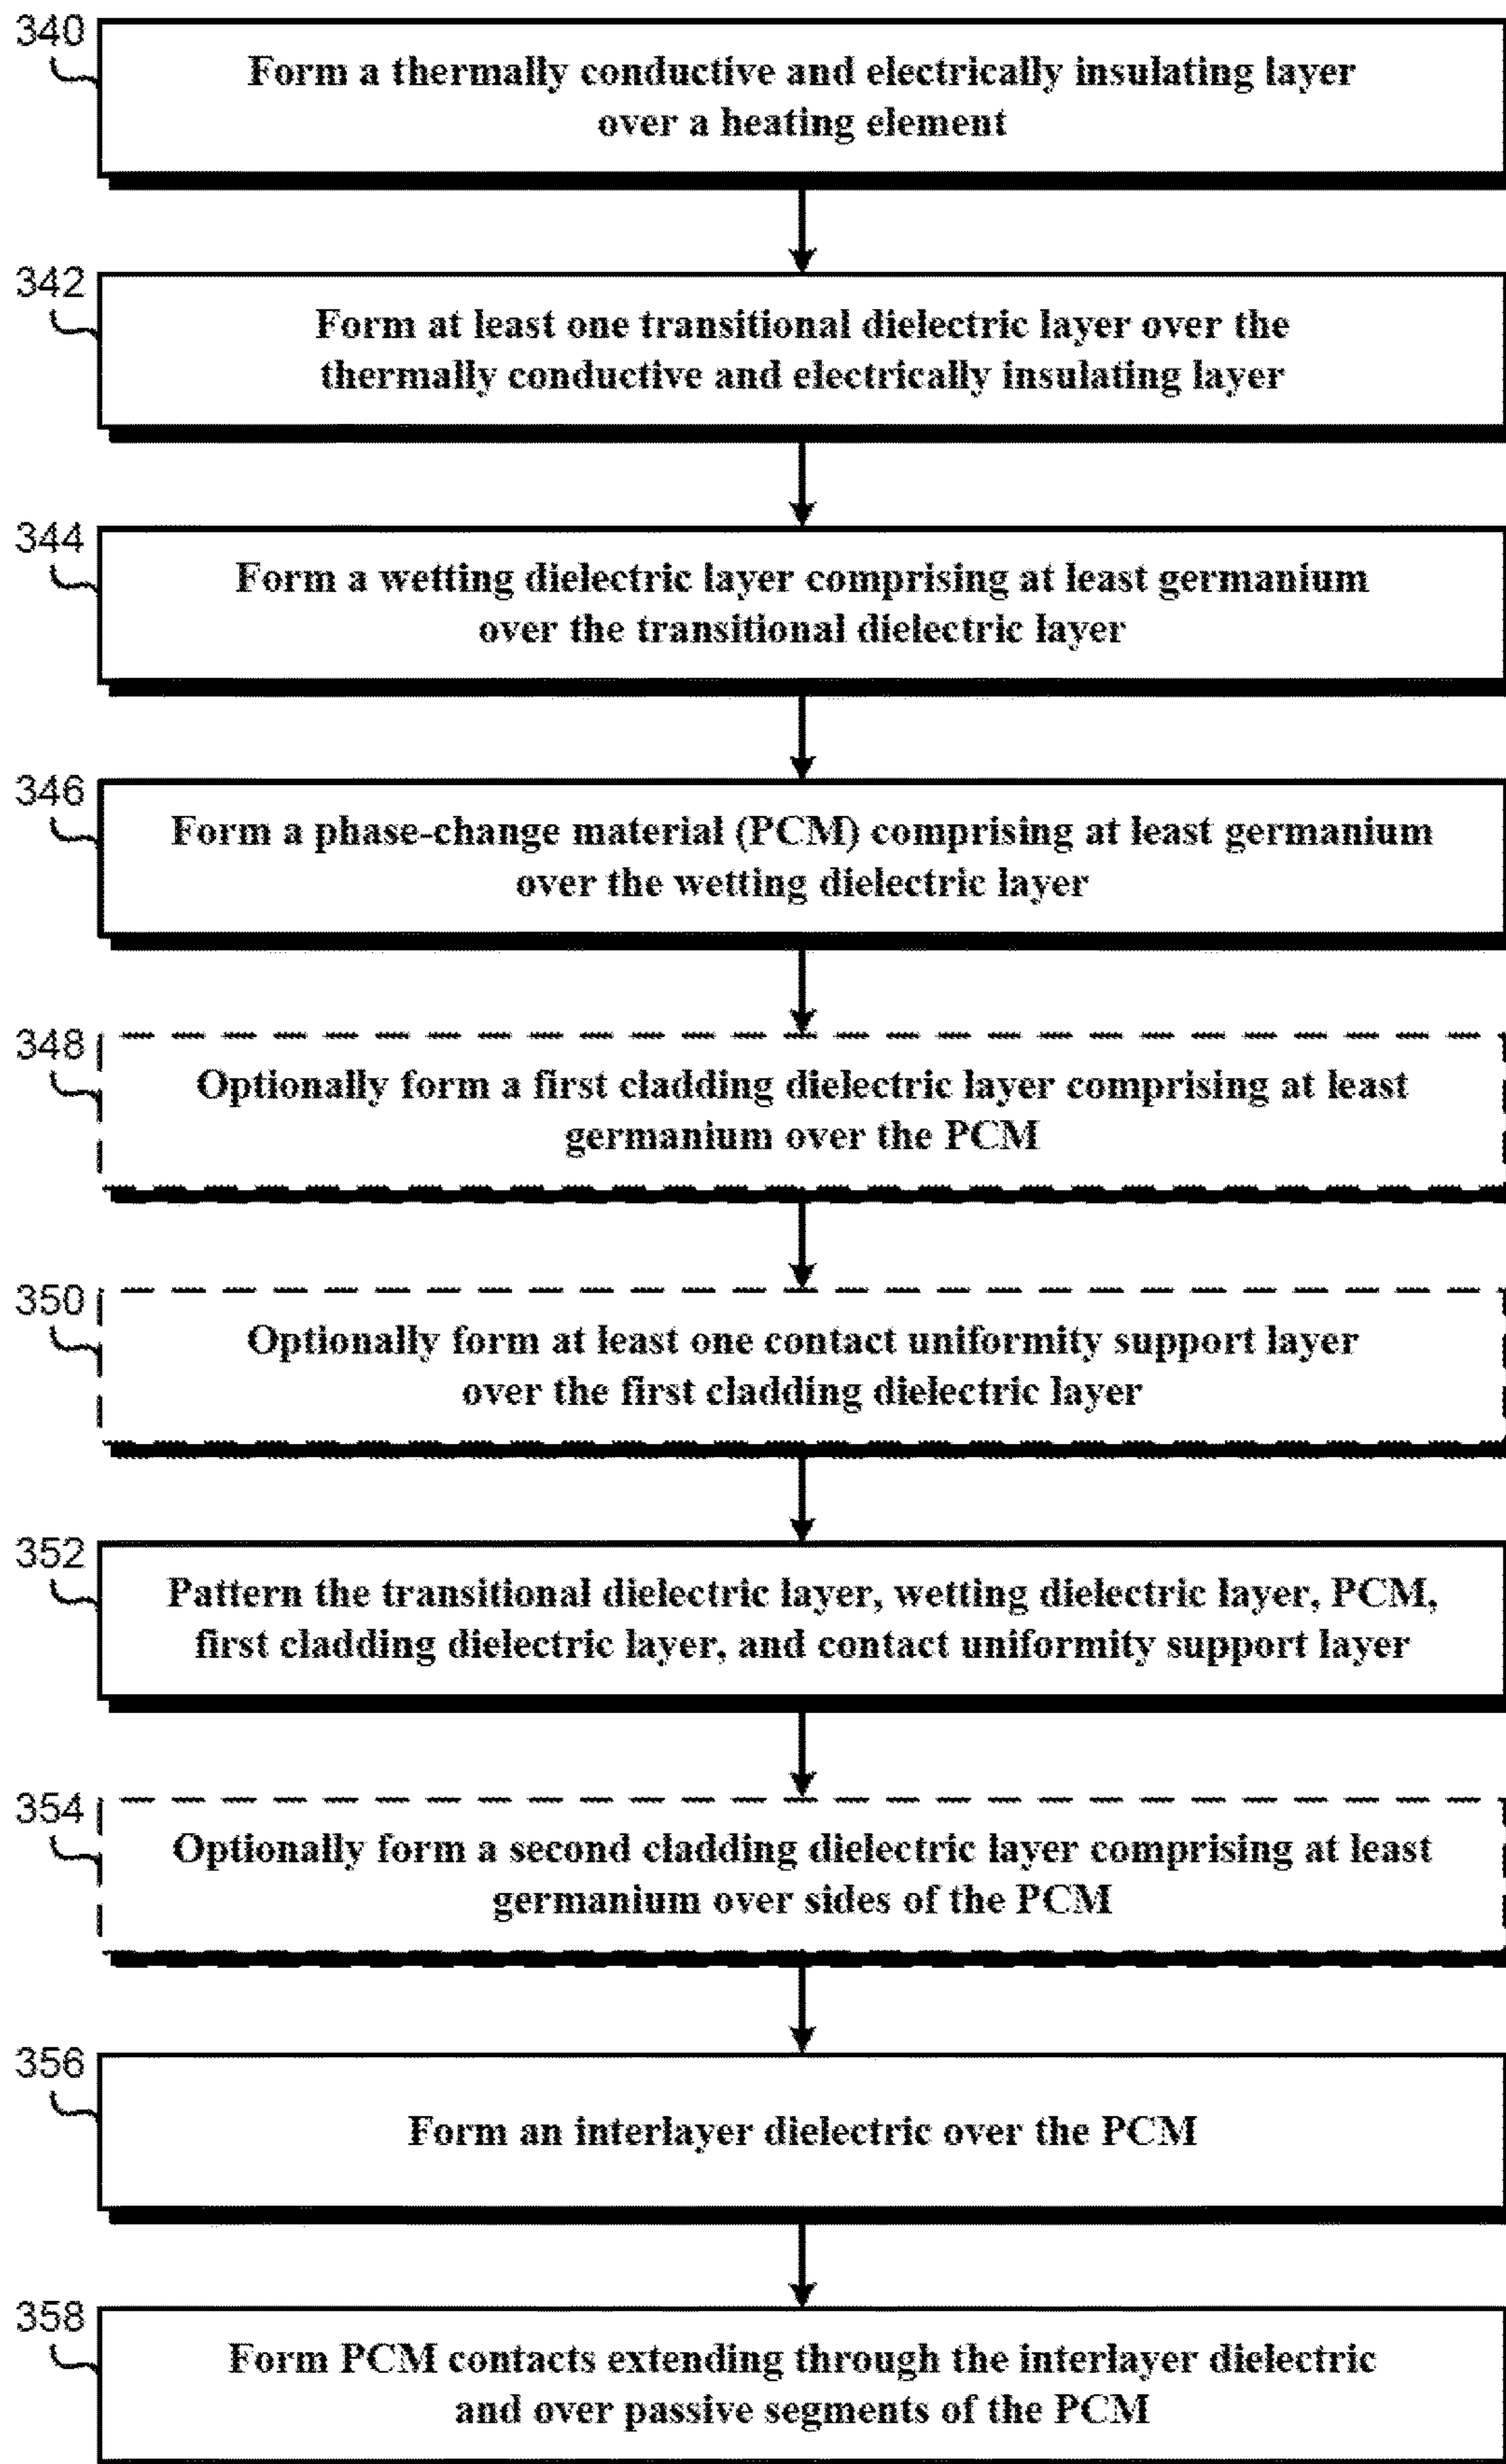 340
Form a thermally conductive and electrically insulating layer
over a heating element
342
Form at least one transitional dielectric layer over the
thermally conductive and electrically insulating layer
344
Form a wetting dielectric layer comprising at least germanium
over the transitional dielectric layer
346
Form a phase-change material (PCM) comprising at least germanium
over the wetting dielectric layer
348
Optionally form a first cladding dielectric layer comprising at least
germanium over the PCM
350
Optionally form at least one contact uniformity support layer
over the first cladding dielectric layer
352
Pattern the transitional dielectric layer, wetting dielectric layer, PCM,
first cladding dielectric layer, and contact uniformity support layer
354
Optionally form a second cladding dielectric layer comprising at least
germanium over sides of the PCM
356
Form an interlayer dielectric over the PCM
358
Form PCM contacts extending through the interlayer dielectric
and over passive segments of the PCM